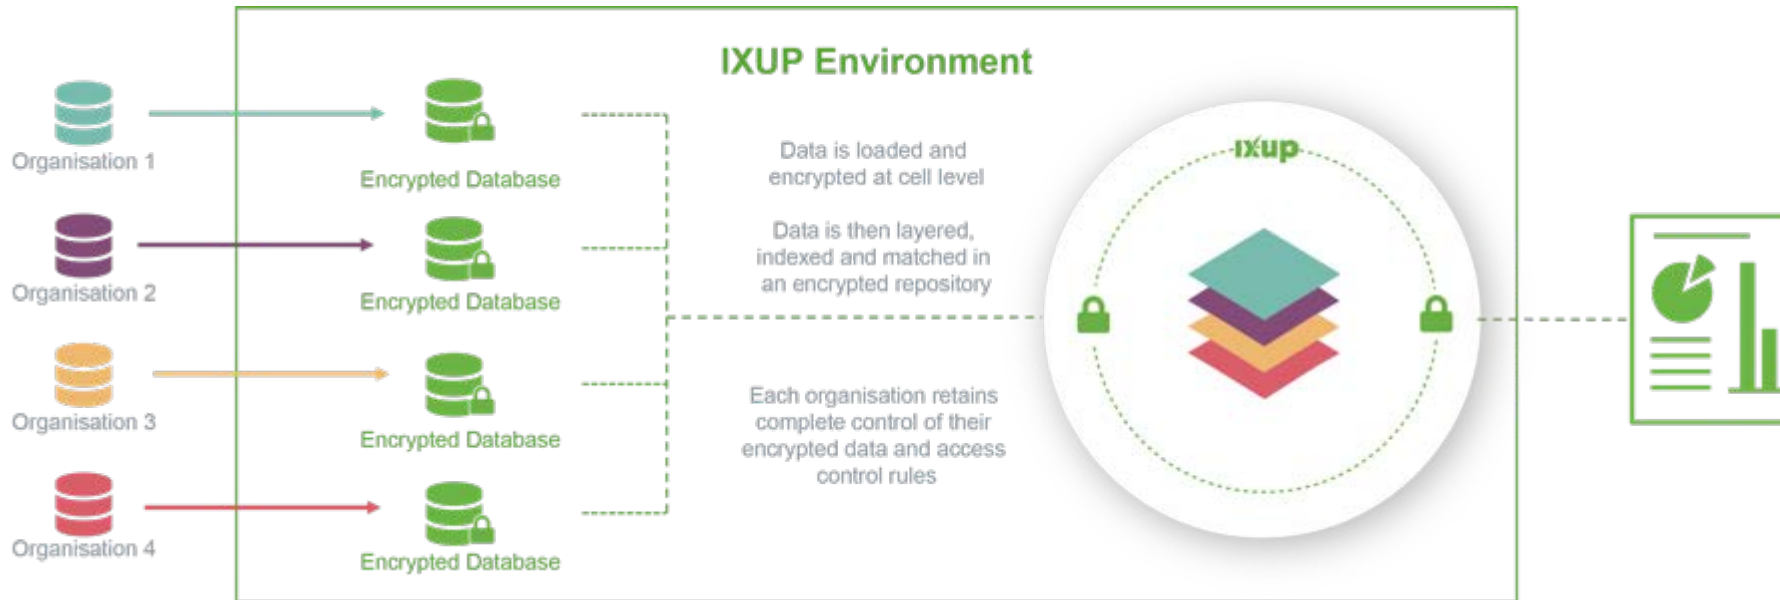 IXUP Environment
Organisation 1
Encrypted Database
Organisation 2
Encrypted Database
Organisation 3
Encrypted Database
Organisation 4
Encrypted Database
Data is loaded and
encrypted at cell level
Data is then layered,
indexed and matched in
an encrypted repository
Each organisation retains
complete control of their
encrypted data and access
control rules
ixup